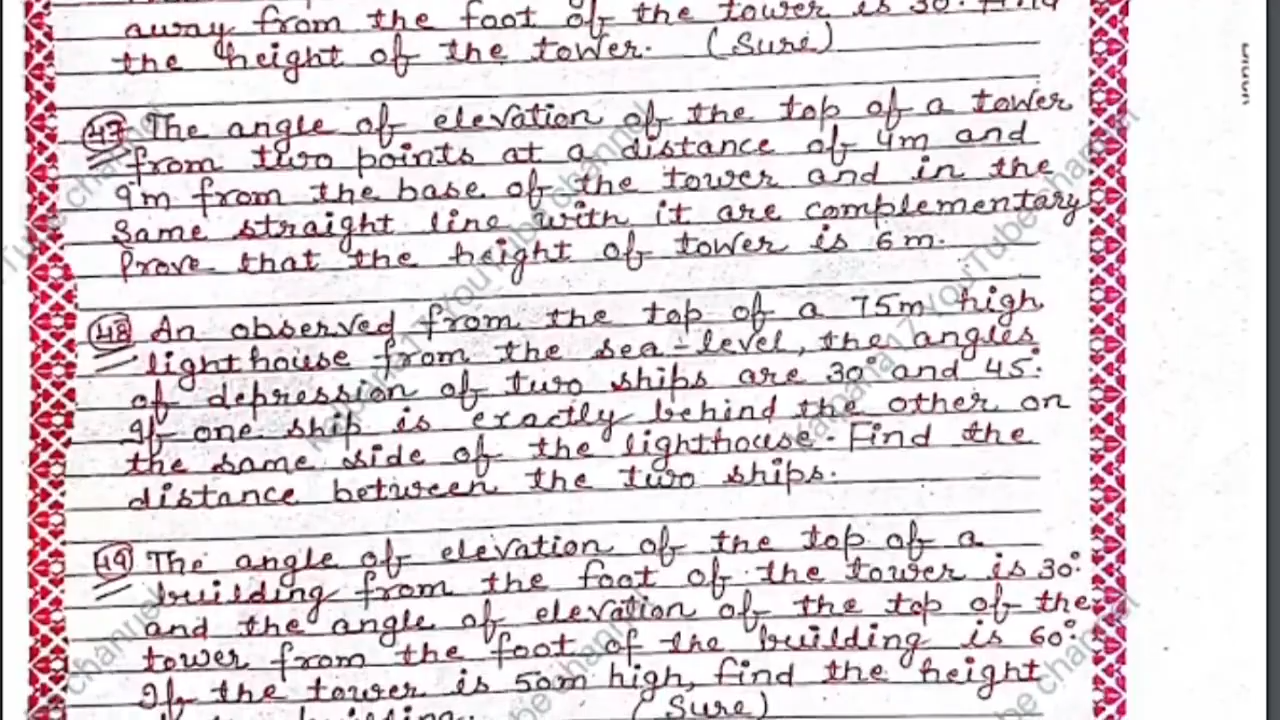 away from the foot of the tower is 30°. Find
the height of the tower. (Sure)
47 The angle of elevation of the top of a tower
from two points at a distance of 4m and
9m from the base of the tower and in the
same straight line with it are complementary.
Prove that the height of tower is 6m.
48 An observed from the top of a 75m high
lighthouse from the sea-level, the angles
of depression of two ships are 30° and 45°.
If one ship is exactly behind the other on
the same side of the lighthouse. Find the
distance between the two ships.
49 The angle of elevation of the top of a
building from the foot of the tower is 30°
and the angle of elevation of the top of the
tower from the foot of the building is 60°.
If the tower is 50m high, find the height
building. (Sure)